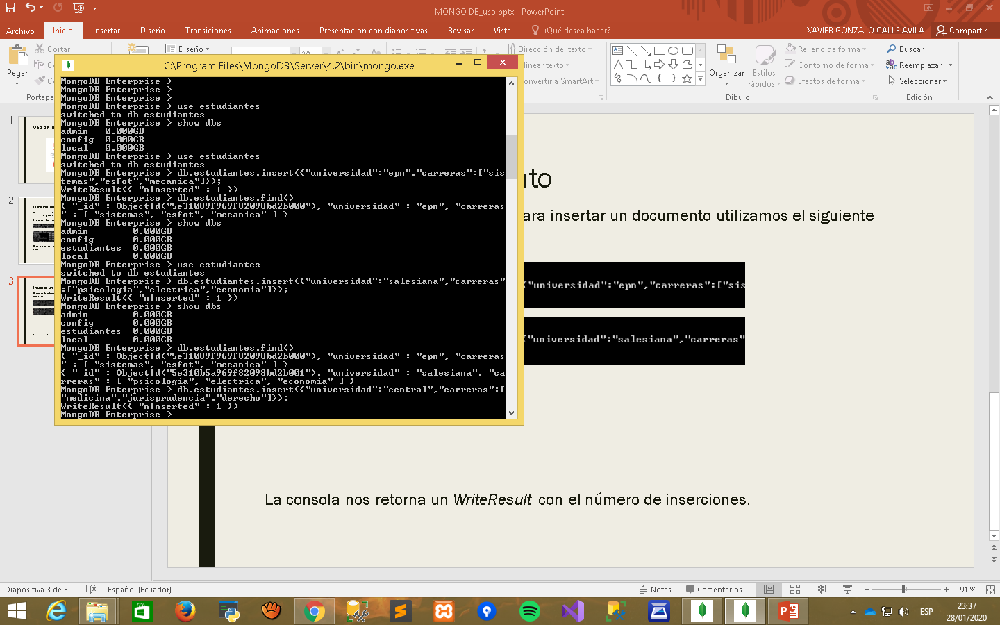 MONGO DB_uso.pptx - PowerPoint
Archivo Inicio Insertar Diseño Transiciones Animaciones Presentación con diapositivas Revisar Vista ¿Qué desea hacer? XAVIER GONZALO CALLE AVILA Compartir
Cortar Diseño Dirección del texto Relleno de forma Buscar
C:\Program Files\MongoDB\Server\4.2\bin\mongo.exe
Pegar Organizar Estilos rápidos Contorno de forma Reemplazar
Efectos de forma Seleccionar
Dibujo Edición
MongoDB Enterprise >
MongoDB Enterprise >
MongoDB Enterprise >
MongoDB Enterprise > use estudiantes
switched to db estudiantes
MongoDB Enterprise > show dbs
admin 0.000GB
config 0.000GB
local 0.000GB
MongoDB Enterprise > use estudiantes
switched to db estudiantes
MongoDB Enterprise > db.estudiantes.insert({"universidad":"epn","carreras":["sis
temas","esfot","mecanica"]});
WriteResult({ "nInserted" : 1 })
MongoDB Enterprise > db.estudiantes.find()
{ "_id" : ObjectId("5e31089f969f82098bd2b000"), "universidad" : "epn", "carreras
" : [ "sistemas", "esfot", "mecanica" ] }
MongoDB Enterprise > show dbs
admin 0.000GB
config 0.000GB
estudiantes 0.000GB
local 0.000GB
MongoDB Enterprise > use estudiantes
switched to db estudiantes
MongoDB Enterprise > db.estudiantes.insert({"universidad":"salesiana","carreras"
:["psicologia","electrica","economia"]});
WriteResult({ "nInserted" : 1 })
MongoDB Enterprise > show dbs
admin 0.000GB
config 0.000GB
estudiantes 0.000GB
local 0.000GB
MongoDB Enterprise > db.estudiantes.find()
{ "_id" : ObjectId("5e31089f969f82098bd2b000"), "universidad" : "epn", "carreras
" : [ "sistemas", "esfot", "mecanica" ] }
{ "_id" : ObjectId("5e310b5a969f82098bd2b001"), "universidad" : "salesiana", "ca
rreras" : [ "psicologia", "electrica", "economia" ] }
MongoDB Enterprise > db.estudiantes.insert({"universidad":"central","carreras":[
"medicina","jurisprudencia","derecho"]});
WriteResult({ "nInserted" : 1 })
MongoDB Enterprise >
1
2
3
nto
ara insertar un documento utilizamos el siguiente
{"universidad":"epn","carreras":["sis
{"universidad":"salesiana","carreras"
La consola nos retorna un WriteResult con el número de inserciones.
Diapositiva 3 de 3 Español (Ecuador) Notas Comentarios 91 %
ESP 23:37
28/01/2020